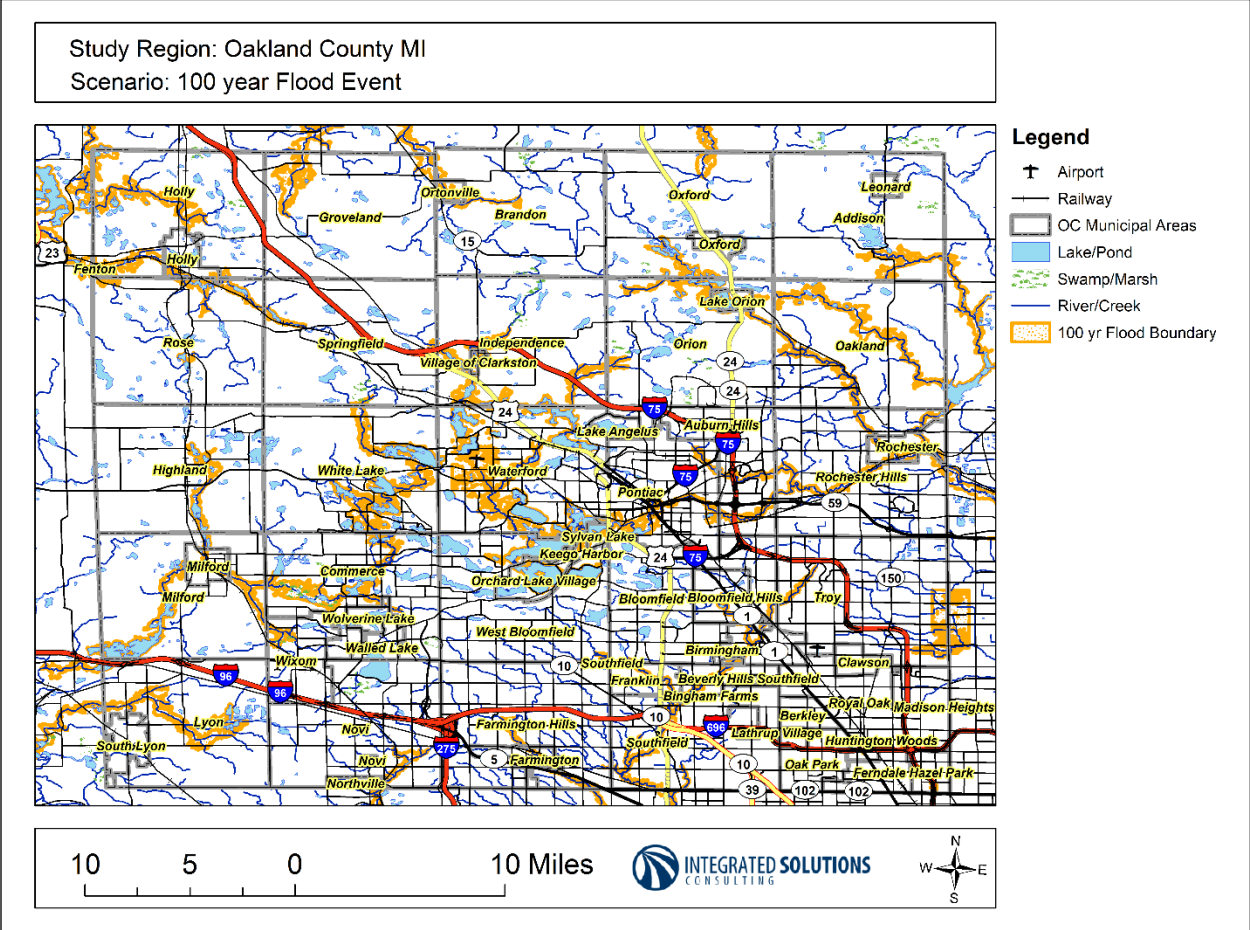 Study Region: Oakland County MI
Scenario: 100 year Flood Event
Legend
Airport
Railway
OC Municipal Areas
Lake/Pond
Swamp/Marsh
River/Creek
100 yr Flood Boundary
Holly
Groveland
Ortonville
Brandon
Oxford
Leonard
Addison
15
23
Fenton
Holly
Oxford
Lake Orion
Rose
Springfield
Independence
Village of Clarkston
Orion
Oakland
24
24
24
75
Lake Angelus
Auburn Hills
75
Rochester
Highland
White Lake
Waterford
75
Rochester Hills
Pontiac
59
Sylvan Lake
Keego Harbor
24
75
Milford
Commerce
Orchard Lake Village
150
Milford
Bloomfield
Bloomfield Hills
Troy
Wolverine Lake
1
West Bloomfield
Walled Lake
Birmingham
1
Wixom
10
Southfield
Clawson
96
Franklin
Beverly Hills
Southfield
96
Bingham Farms
Royal Oak
Madison Heights
Lyon
Novi
Farmington Hills
10
Berkley
696
Lathrup Village
South Lyon
275
Southfield
Huntington Woods
Novi
5
Farmington
10
Oak Park
Ferndale
Hazel Park
Northville
39
102
102
10 5 0 10 Miles
INTEGRATED SOLUTIONS
CONSULTING
N
W E
S